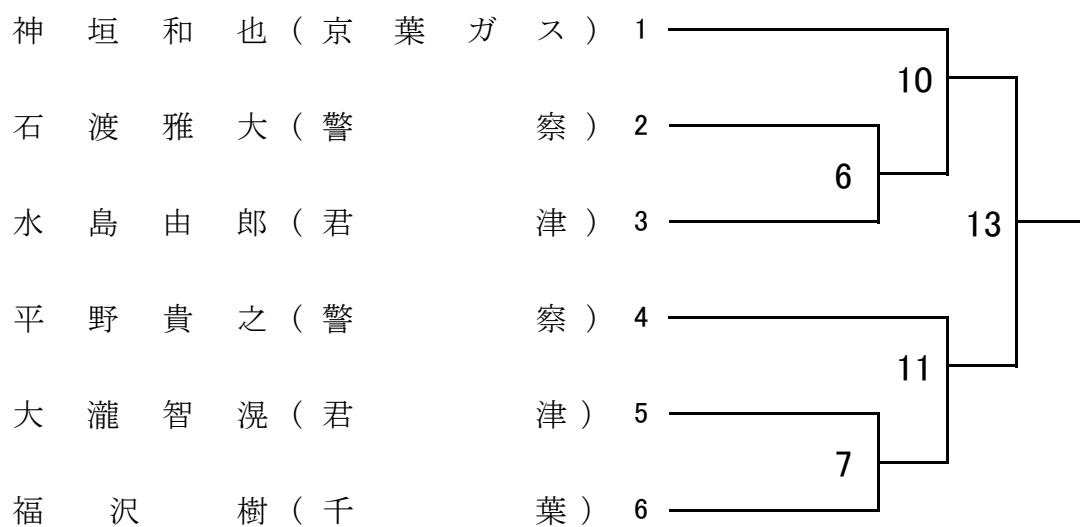 神垣和也(京葉ガス) 1
10
石渡雅大(警察) 2
6
水島由郎(君津) 3
13
平野貴之(警察) 4
11
大瀧智滉(君津) 5
7
福沢樹(千葉) 6